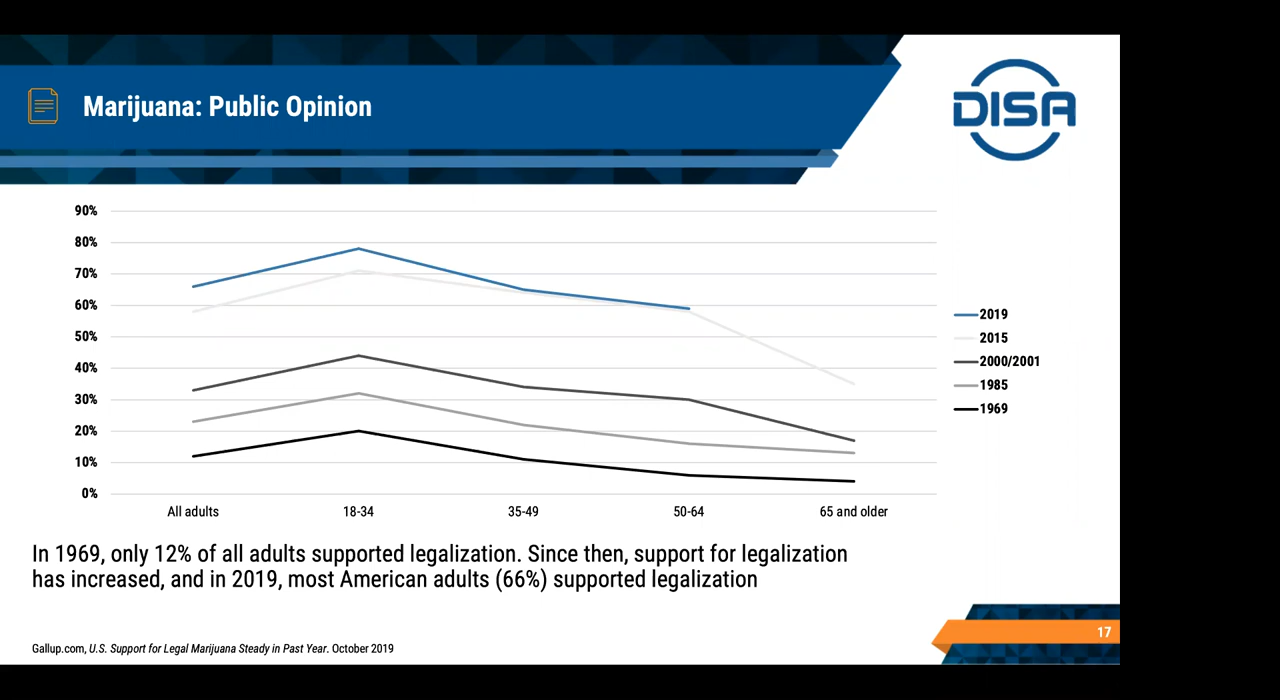 Marijuana: Public Opinion
DISA
90%
80%
70%
60%
50%
40%
30%
20%
10%
0%
All adults
18-34
35-49
50-64
65 and older
2019
2015
2000/2001
1985
1969
In 1969, only 12% of all adults supported legalization. Since then, support for legalization
has increased, and in 2019, most American adults (66%) supported legalization
Gallup.com, U.S. Support for Legal Marijuana Steady in Past Year. October 2019
17